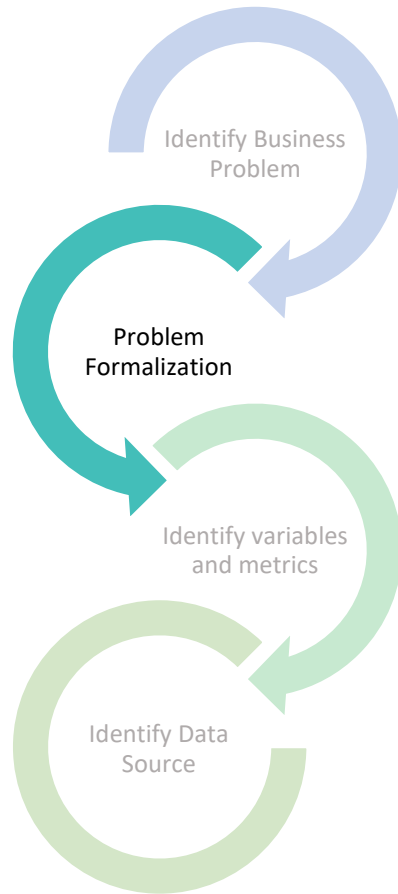 Identify Business
Problem
Problem
Formalization
Identify variables
and metrics
Identify Data
Source